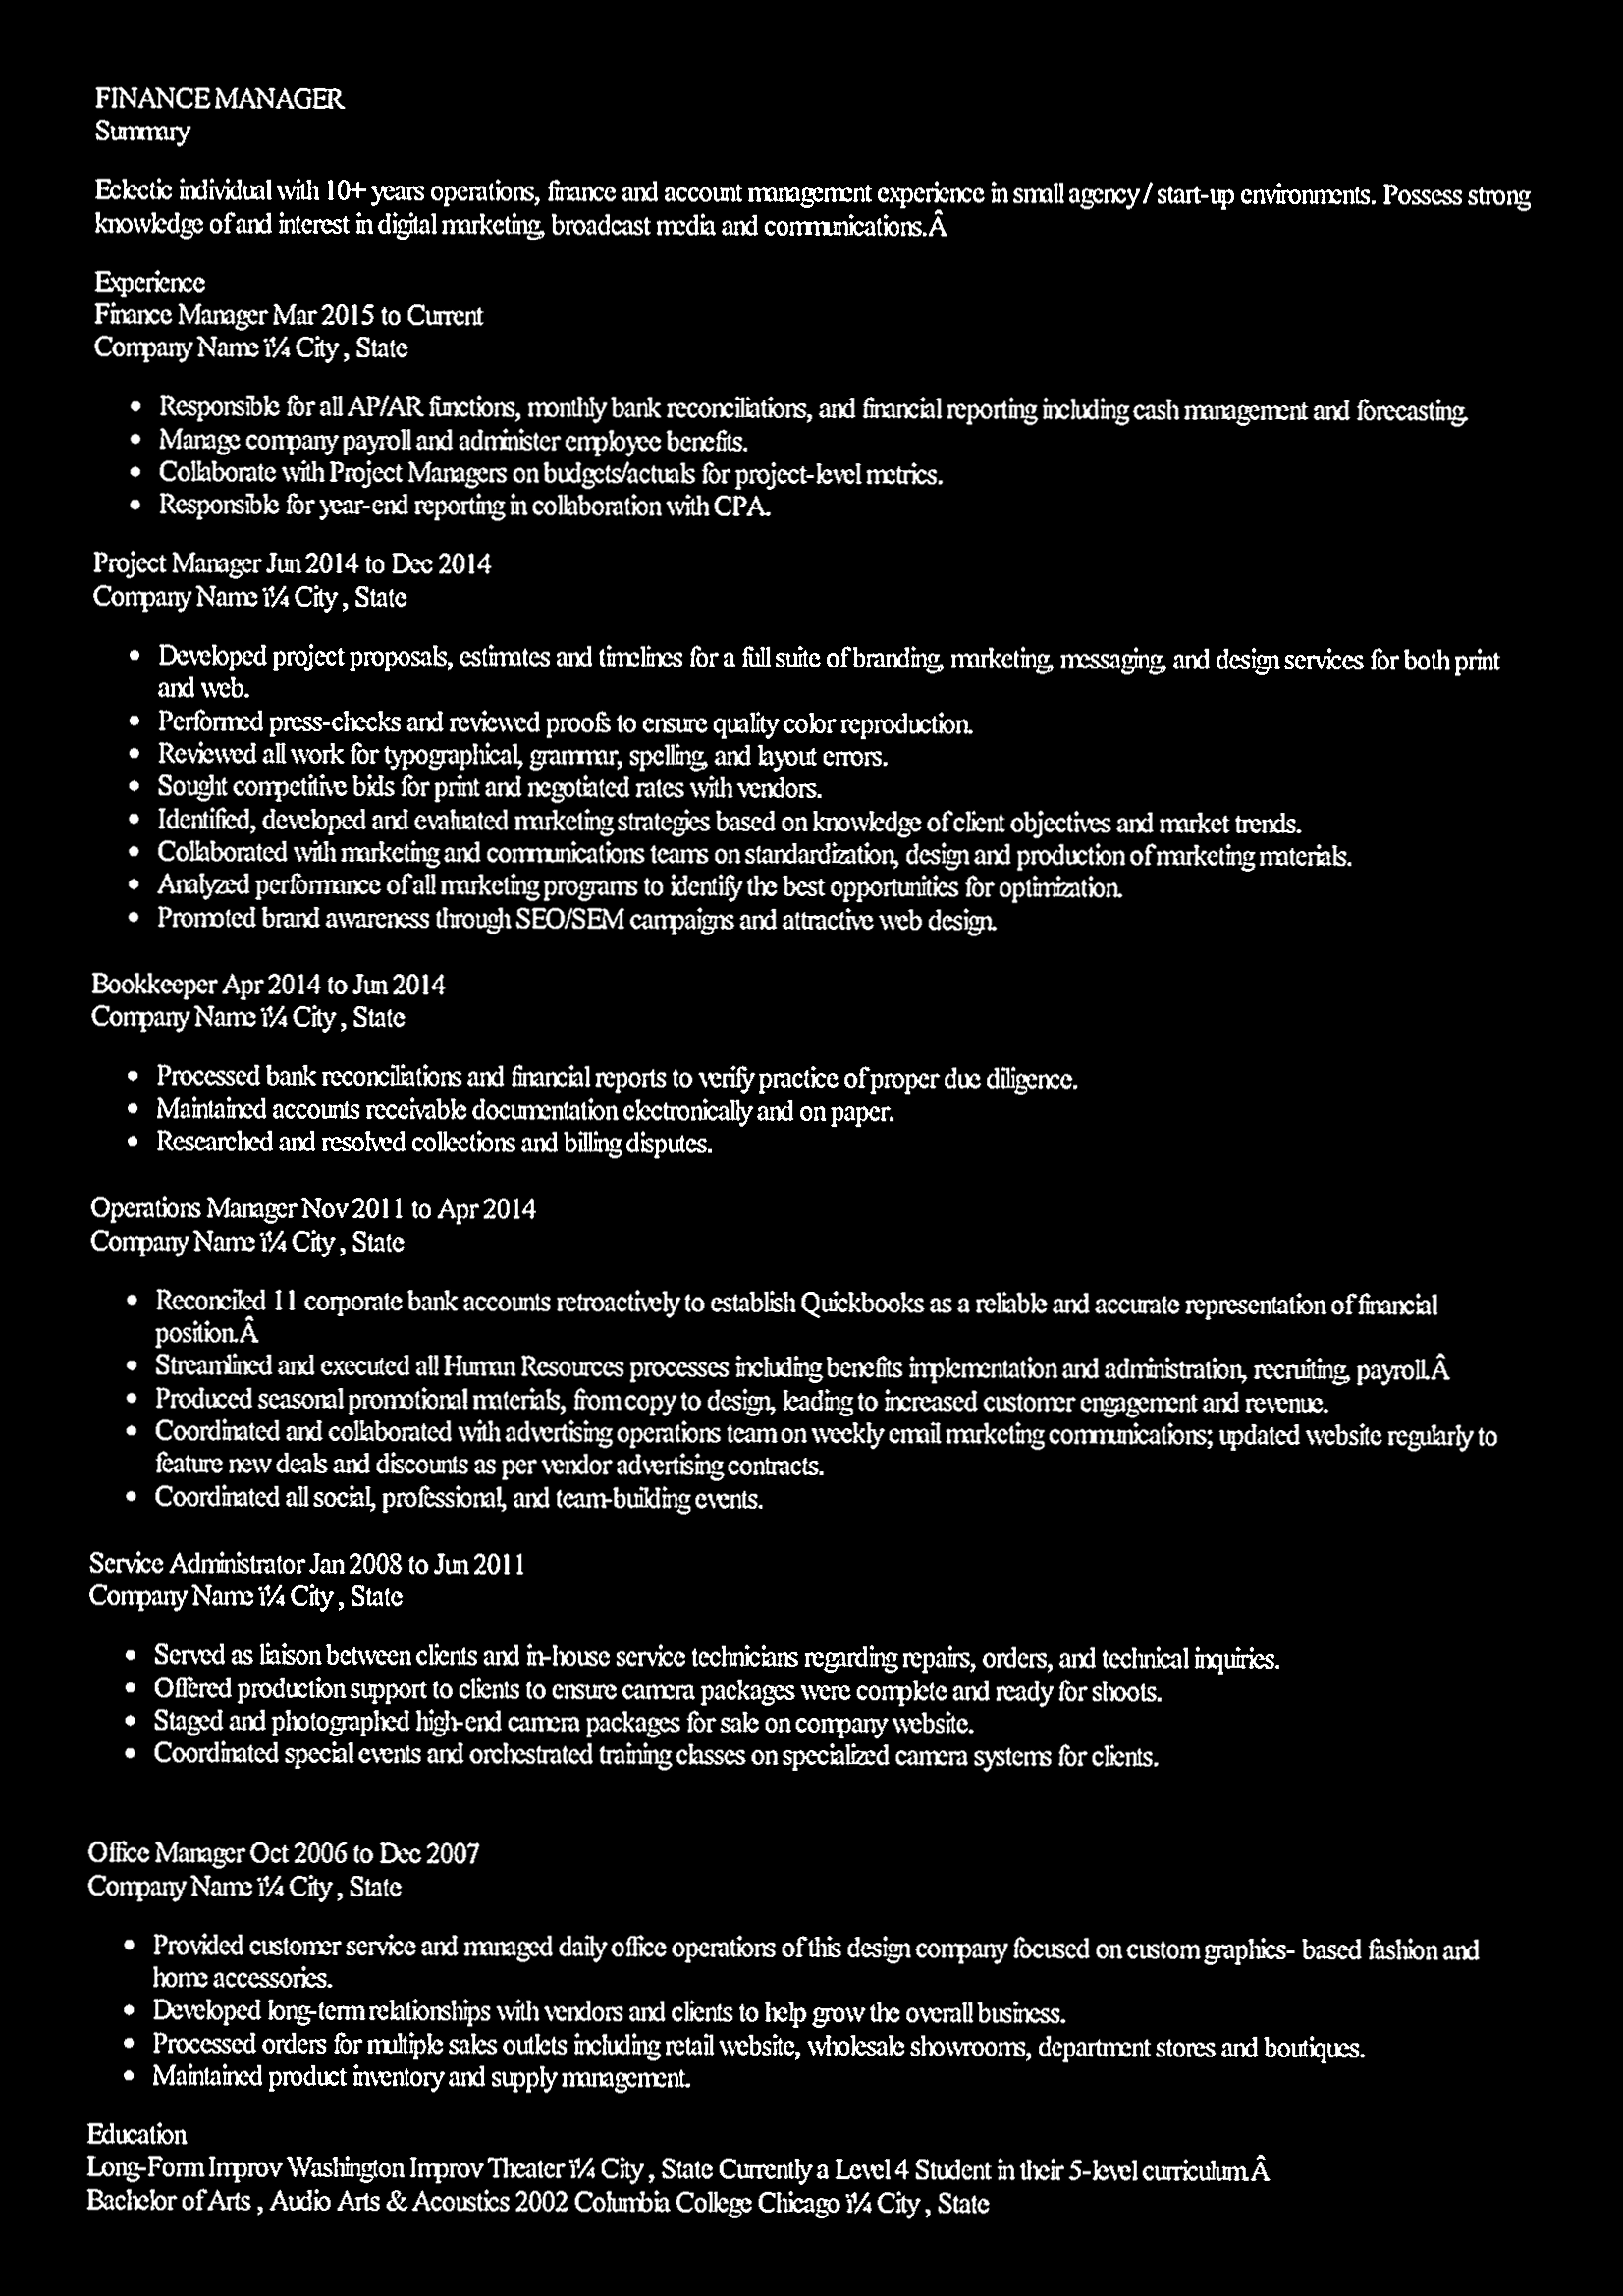 FINANCE MANAGER
Summary
Eclectic individual with 10+ years operations, finance and account management experience in small agency / start-up environments. Possess strong
knowledge of and interest in digital marketing, broadcast media and communications.Â
Experience
Finance Manager Mar 2015 to Current
Company Name ï¼ City , State
• Responsible for all AP/AR functions, monthly bank reconciliations, and financial reporting including cash management and forecasting.
• Manage company payroll and administer employee benefits.
• Collaborate with Project Managers on budgets/actuals for project-level metrics.
• Responsible for year-end reporting in collaboration with CPA.
Project Manager Jun 2014 to Dec 2014
Company Name ï¼ City , State
• Developed project proposals, estimates and timelines for a full suite of branding, marketing, messaging, and design services for both print
and web.
• Performed press-checks and reviewed proofs to ensure quality color reproduction.
• Reviewed all work for typographical, grammar, spelling, and layout errors.
• Sought competitive bids for print and negotiated rates with vendors.
• Identified, developed and evaluated marketing strategies based on knowledge of client objectives and market trends.
• Collaborated with marketing and communications teams on standardization, design and production of marketing materials.
• Analyzed performance of all marketing programs to identify the best opportunities for optimization.
• Promoted brand awareness through SEO/SEM campaigns and attractive web design.
Bookkeeper Apr 2014 to Jun 2014
Company Name ï¼ City , State
• Processed bank reconciliations and financial reports to verify practice of proper due diligence.
• Maintained accounts receivable documentation electronically and on paper.
• Researched and resolved collections and billing disputes.
Operations Manager Nov 2011 to Apr 2014
Company Name ï¼ City , State
• Reconciled 11 corporate bank accounts retroactively to establish Quickbooks as a reliable and accurate representation of financial
position.Â
• Streamlined and executed all Human Resources processes including benefits implementation and administration, recruiting, payroll.Â
• Produced seasonal promotional materials, from copy to design, leading to increased customer engagement and revenue.
• Coordinated and collaborated with advertising operations team on weekly email marketing communications; updated website regularly to
feature new deals and discounts as per vendor advertising contracts.
• Coordinated all social, professional, and team-building events.
Service Administrator Jan 2008 to Jun 2011
Company Name ï¼ City , State
• Served as liaison between clients and in-house service technicians regarding repairs, orders, and technical inquiries.
• Offered production support to clients to ensure camera packages were complete and ready for shoots.
• Staged and photographed high-end camera packages for sale on company website.
• Coordinated special events and orchestrated training classes on specialized camera systems for clients.
Office Manager Oct 2006 to Dec 2007
Company Name ï¼ City , State
• Provided customer service and managed daily office operations of this design company focused on custom graphics- based fashion and
home accessories.
• Developed long-term relationships with vendors and clients to help grow the overall business.
• Processed orders for multiple sales outlets including retail website, wholesale showrooms, department stores and boutiques.
• Maintained product inventory and supply management.
Education
Long-Form Improv Washington Improv Theater ï¼ City , State Currently a Level 4 Student in their 5-level curriculum.Â
Bachelor of Arts , Audio Arts & Acoustics 2002 Columbia College Chicago ï¼ City , State